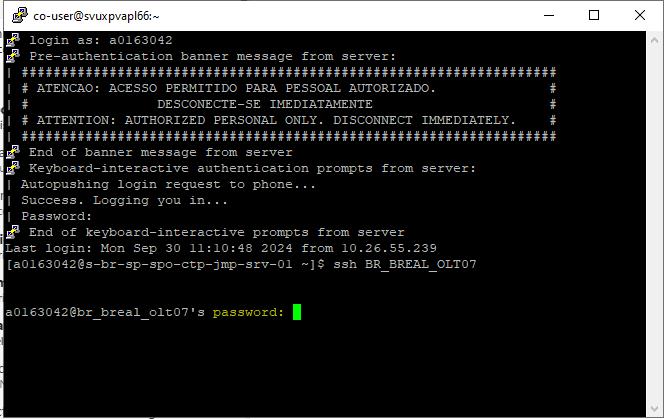 co-user@svuxpvapl66:~
login as: a0163042
Pre-authentication banner message from server:
| ####################################################################
| # ATENCAO: ACESSO PERMITIDO PARA PESSOAL AUTORIZADO. #
| # DESCONECTE-SE IMEDIATAMENTE #
| # ATTENTION: AUTHORIZED PERSONAL ONLY. DISCONNECT IMMEDIATELY. #
| ####################################################################
End of banner message from server
Keyboard-interactive authentication prompts from server:
| Autopushing login request to phone...
| Success. Logging you in...
| Password:
End of keyboard-interactive prompts from server
Last login: Mon Sep 30 11:10:48 2024 from 10.26.55.239
[a0163042@s-br-sp-spo-ctp-jmp-srv-01 ~]$ ssh BR_BREAL_OLT07
a0163042@br_breal_olt07's password: